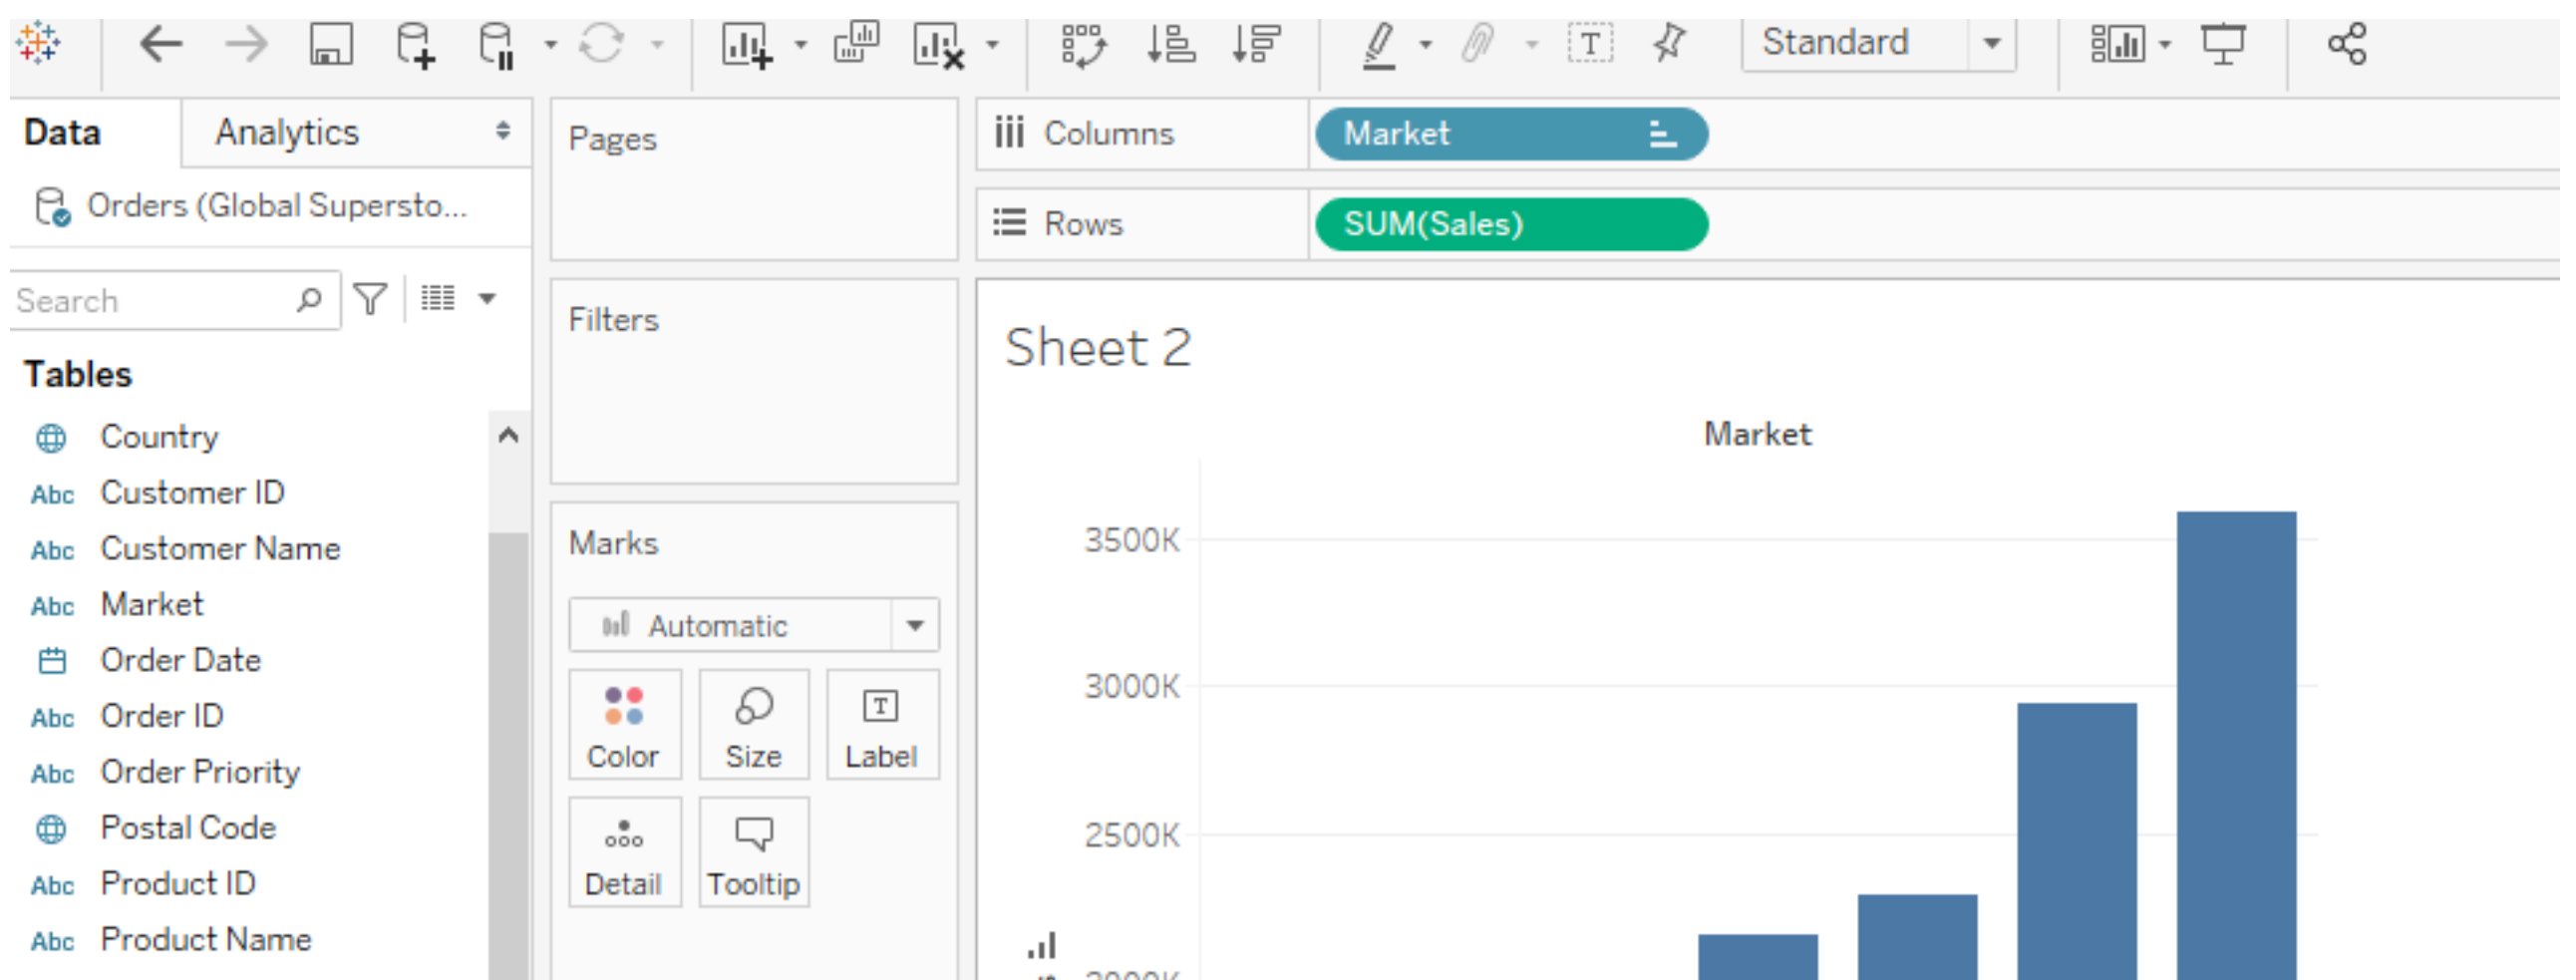 Standard
Data
Analytics
Orders (Global Supersto...
Search
Tables
Country
Abc Customer ID
Abc Customer Name
Abc Market
Order Date
Abc Order ID
Abc Order Priority
Postal Code
Abc Product ID
Abc Product Name
Pages
Filters
Marks
Automatic
Color
Size
Label
Detail
Tooltip
Columns
Market
Rows
SUM(Sales)
Sheet 2
Market
3500K
3000K
2500K